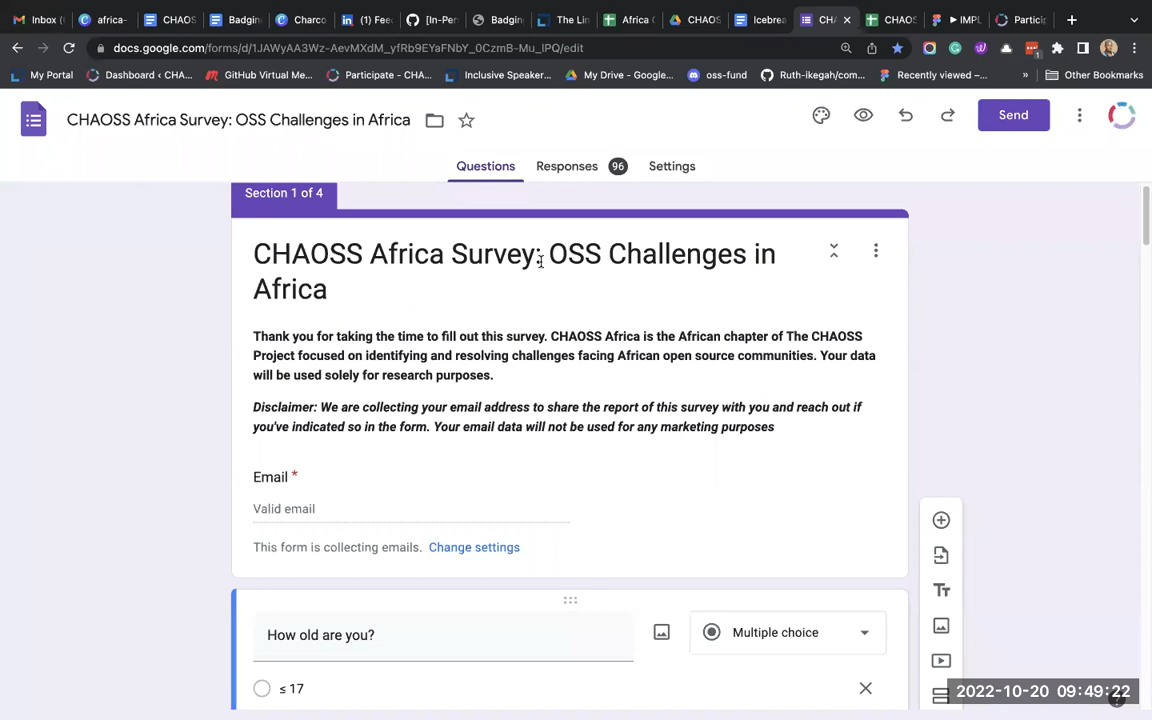 Inbox (
africa-
CHAOS
Badgin
Charco
(1) Fee
[In-Per
Badging
The Lin
Africa (
CHAOS
Icebrea
CHA
CHAOS
IMPL
Particip
docs.google.com/forms/d/1JAWyAA3Wz-AevMXdM_yfRb9EYaFNbY_0CzmB-Mu_IPQ/edit
My Portal
Dashboard ‹ CHA...
GitHub Virtual Me...
Participate - CHA...
Inclusive Speaker...
My Drive - Google...
oss-fund
Ruth-ikegah/com...
Recently viewed –...
»
Other Bookmarks
CHAOSS Africa Survey: OSS Challenges in Africa
Send
Questions
Responses 96
Settings
Section 1 of 4
CHAOSS Africa Survey: OSS Challenges in
Africa
Thank you for taking the time to fill out this survey. CHAOSS Africa is the African chapter of The CHAOSS
Project focused on identifying and resolving challenges facing African open source communities. Your data
will be used solely for research purposes.
Disclaimer: We are collecting your email address to share the report of this survey with you and reach out if
you've indicated so in the form. Your email data will not be used for any marketing purposes
Email *
Valid email
This form is collecting emails. Change settings
How old are you?
Multiple choice
≤ 17
2022-10-20 09:49:22